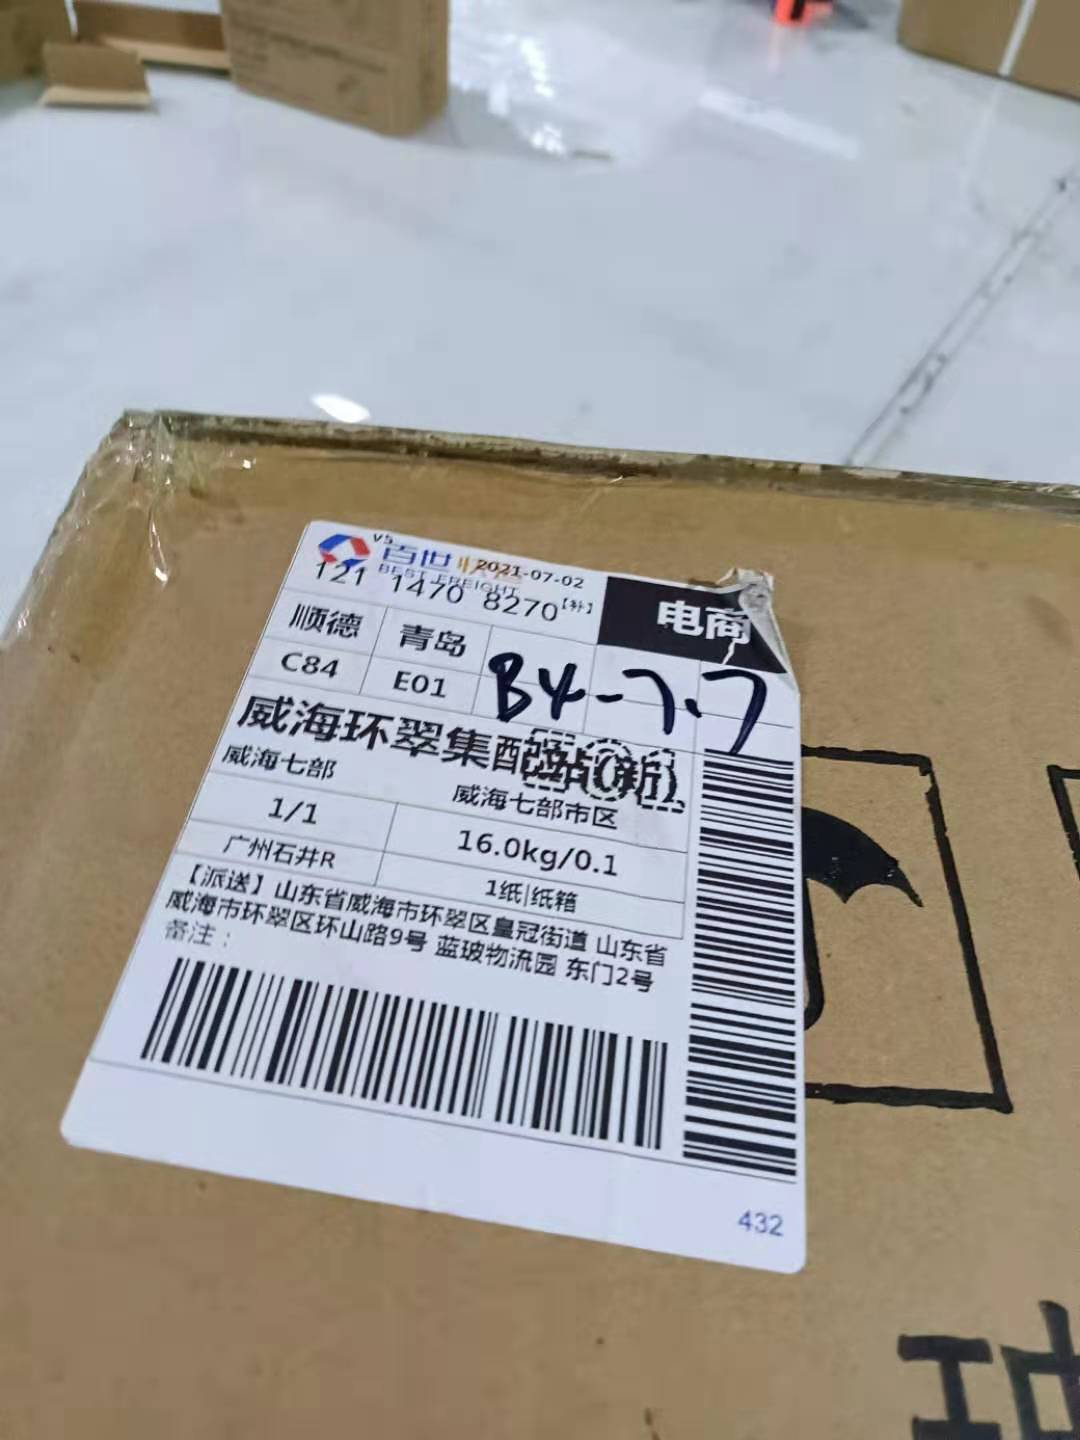 V5
百世快运 2021-07-02
BEST FREIGHT
121 1470 8270【补】
电商
顺德 青岛
C84 E01
B4-7.7
威海环翠集配站
威海七部 威海七部市区
1/1 16.0kg/0.1
广州石井R 1纸|纸箱
【派送】山东省威海市环翠区皇冠街道 山东省
威海市环翠区环山路9号 蓝玻物流园 东门2号
备注：
432